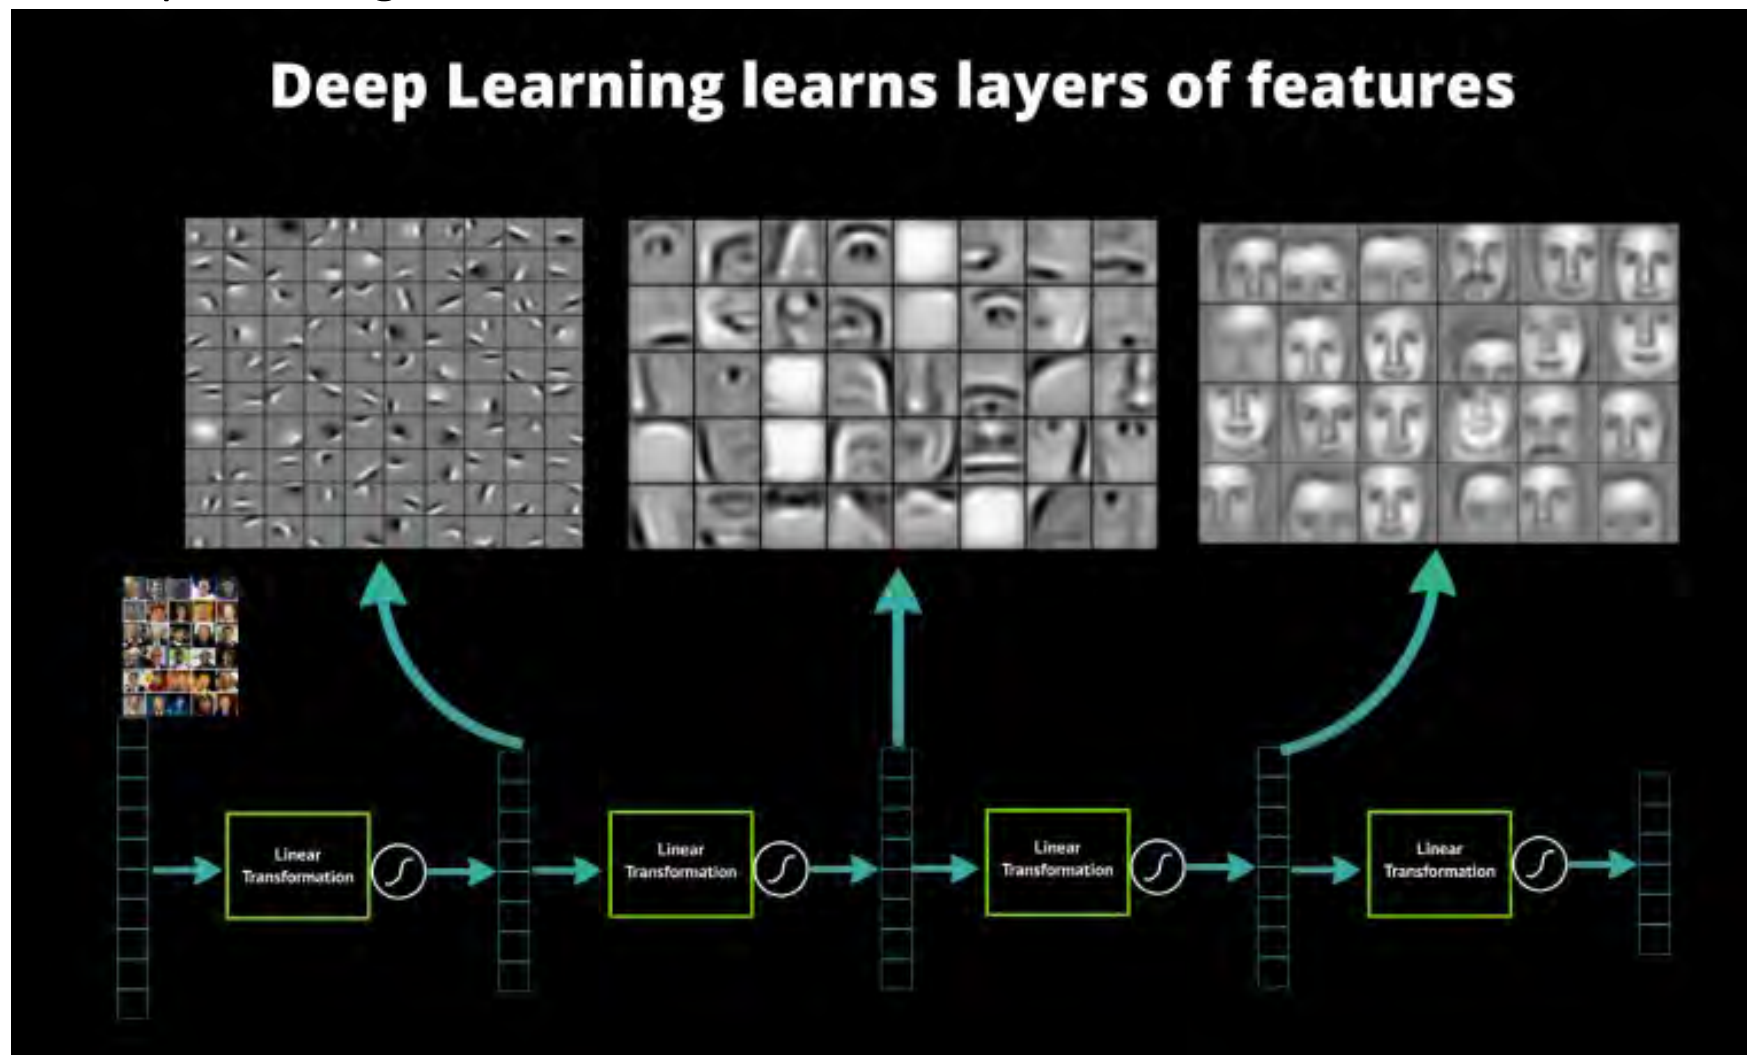 Deep Learning learns layers of features
Linear
Transformation
Linear
Transformation
Linear
Transformation
Linear
Transformation